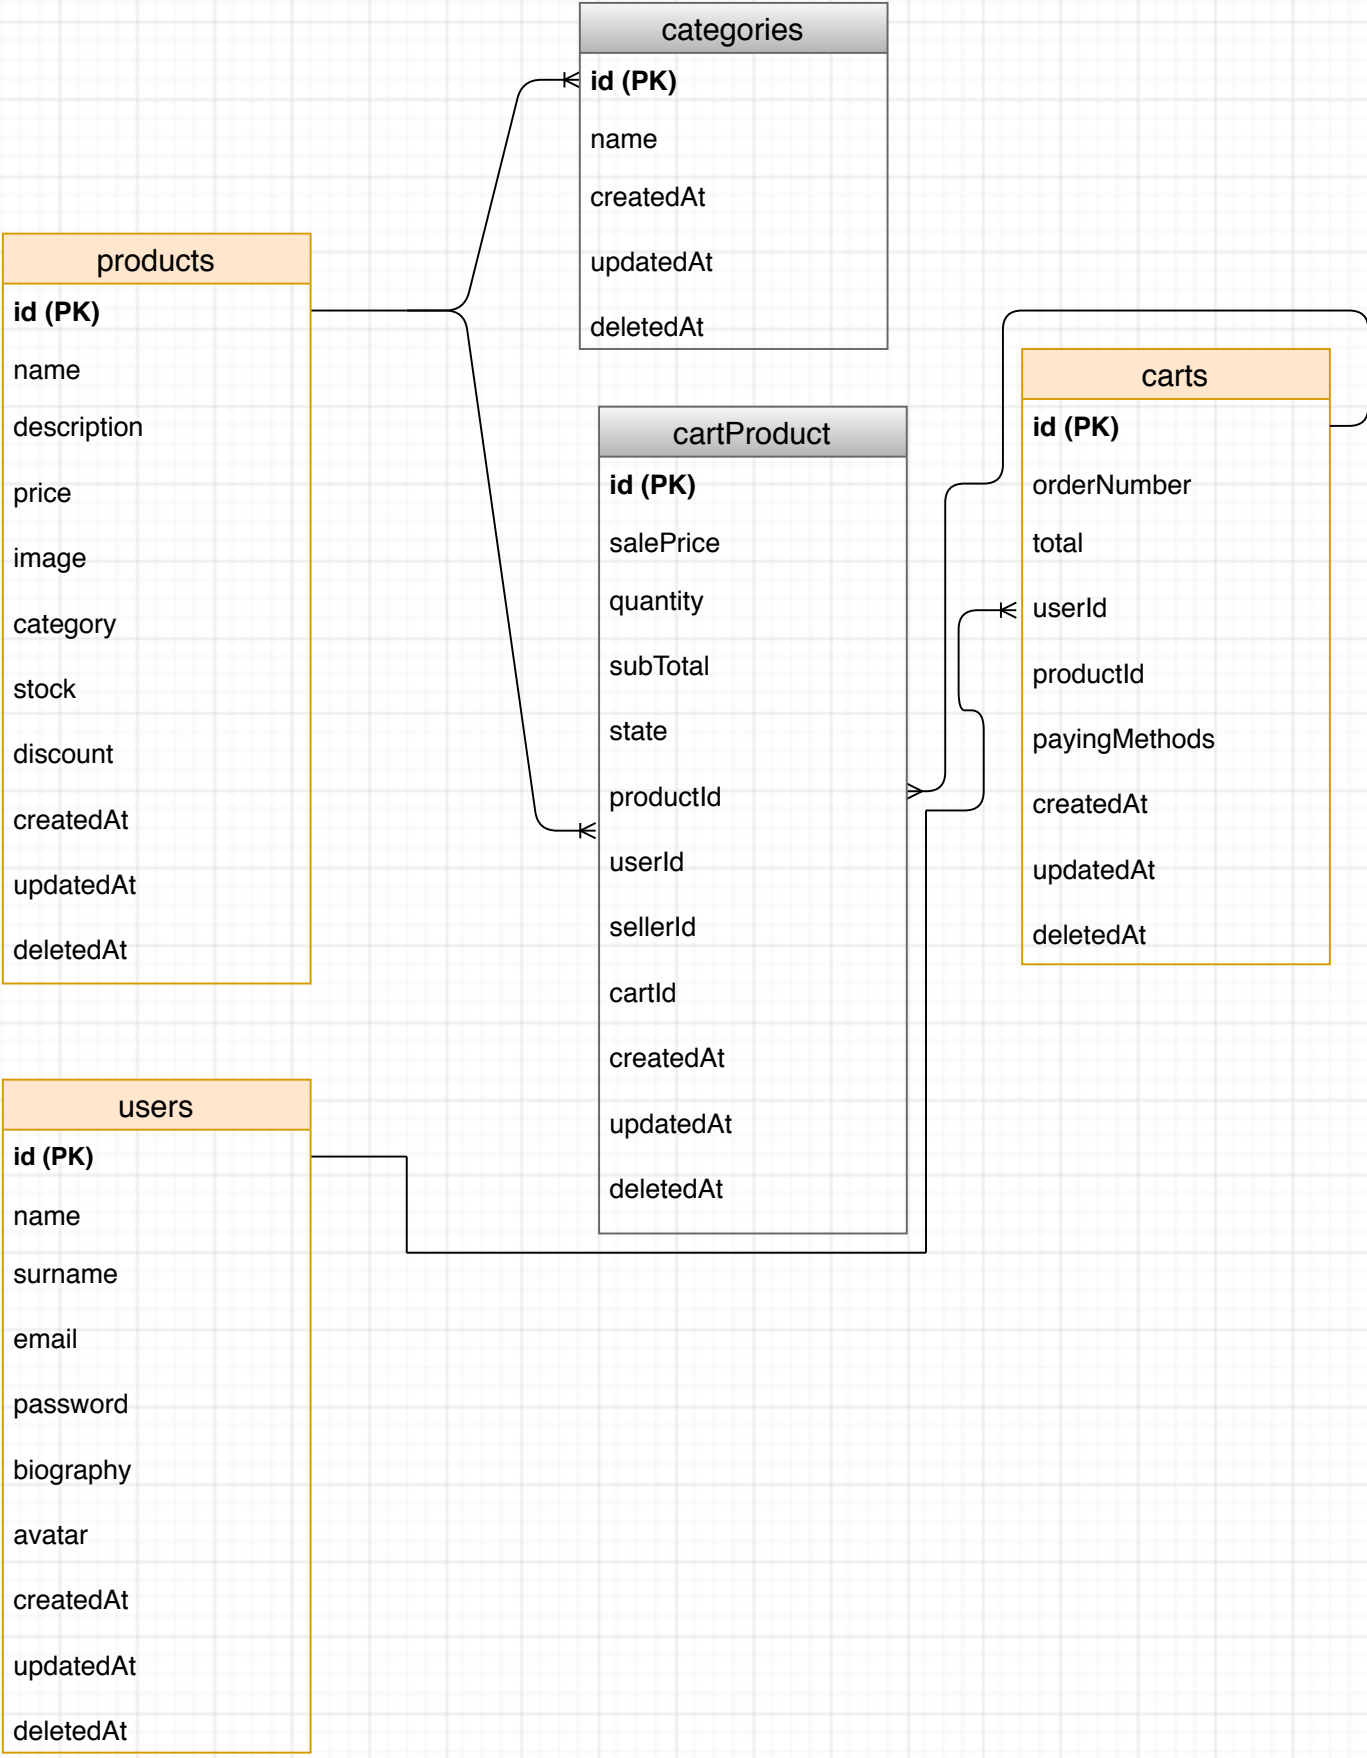 categories
id (PK)
name
createdAt
updatedAt
deletedAt
products
id (PK)
name
description
price
image
category
stock
discount
createdAt
updatedAt
deletedAt
cartProduct
id (PK)
salePrice
quantity
subTotal
state
productId
userId
sellerId
cartId
createdAt
updatedAt
deletedAt
carts
id (PK)
orderNumber
total
userId
productId
payingMethods
createdAt
updatedAt
deletedAt
users
id (PK)
name
surname
email
password
biography
avatar
createdAt
updatedAt
deletedAt